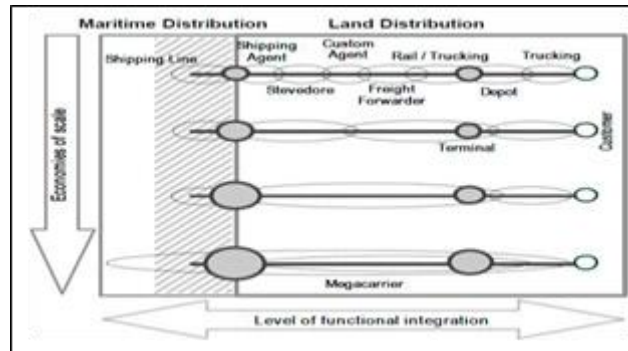 Maritime Distribution Land Distribution
Shipping Line
Shipping Agent
Custom Agent
Rail / Trucking
Trucking
Stevedore
Freight Forwarder
Depot
Customer
Terminal
Megacarrier
Economies of scale
Level of functional integration